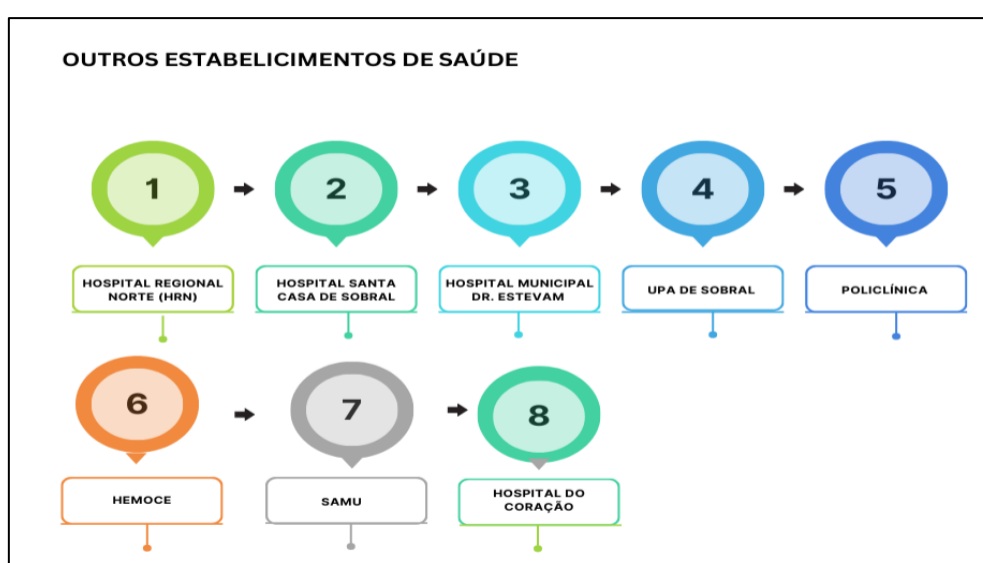 OUTROS ESTABELICIMENTOS DE SAÚDE
1
2
3
4
5
HOSPITAL REGIONAL
NORTE (HRN)
HOSPITAL SANTA
CASA DE SOBRAL
HOSPITAL MUNICIPAL
DR. ESTEVAM
UPA DE SOBRAL
POLICLÍNICA
6
7
8
HEMOCE
SAMU
HOSPITAL DO
CORAÇÃO